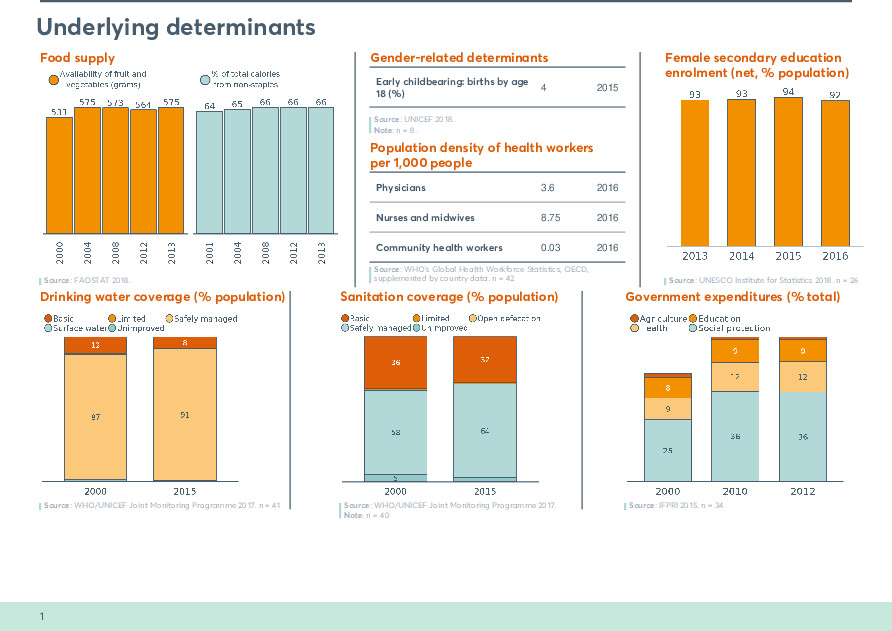 Underlying determinants
Food supply
Availability of fruit and
vegetables (grams)
% of total calories
from non-staples
511 575 573 564 575
64 65 66 66 66
2000 2004 2008 2012 2013
2001 2004 2008 2012 2013
Source: FAOSTAT 2018.
Gender-related determinants
Early childbearing: births by age
18 (%) 4 2015
Source: UNICEF 2018.
Note: n = 8.
Population density of health workers
per 1,000 people
Physicians 3.6 2016
Nurses and midwives 8.75 2016
Community health workers 0.03 2016
Source: WHO's Global Health Workforce Statistics, OECD,
supplemented by country data. n = 42
Female secondary education
enrolment (net, % population)
93 93 94 92
2013 2014 2015 2016
Source: UNESCO Institute for Statistics 2018. n = 26
Drinking water coverage (% population)
Basic Limited Safely managed
Surface water Unimproved
12 8
87 91
2000 2015
Source: WHO/UNICEF Joint Monitoring Programme 2017. n = 41
Sanitation coverage (% population)
Basic Limited Open defecation
Safely managed Unimproved
36 32
58 64
5
2000 2015
Source: WHO/UNICEF Joint Monitoring Programme 2017.
Note: n = 40
Government expenditures (% total)
Agriculture Education
Health Social protection
8 9 9
9 12 12
25 36 36
2000 2010 2012
Source: IFPRI 2015. n = 34
1